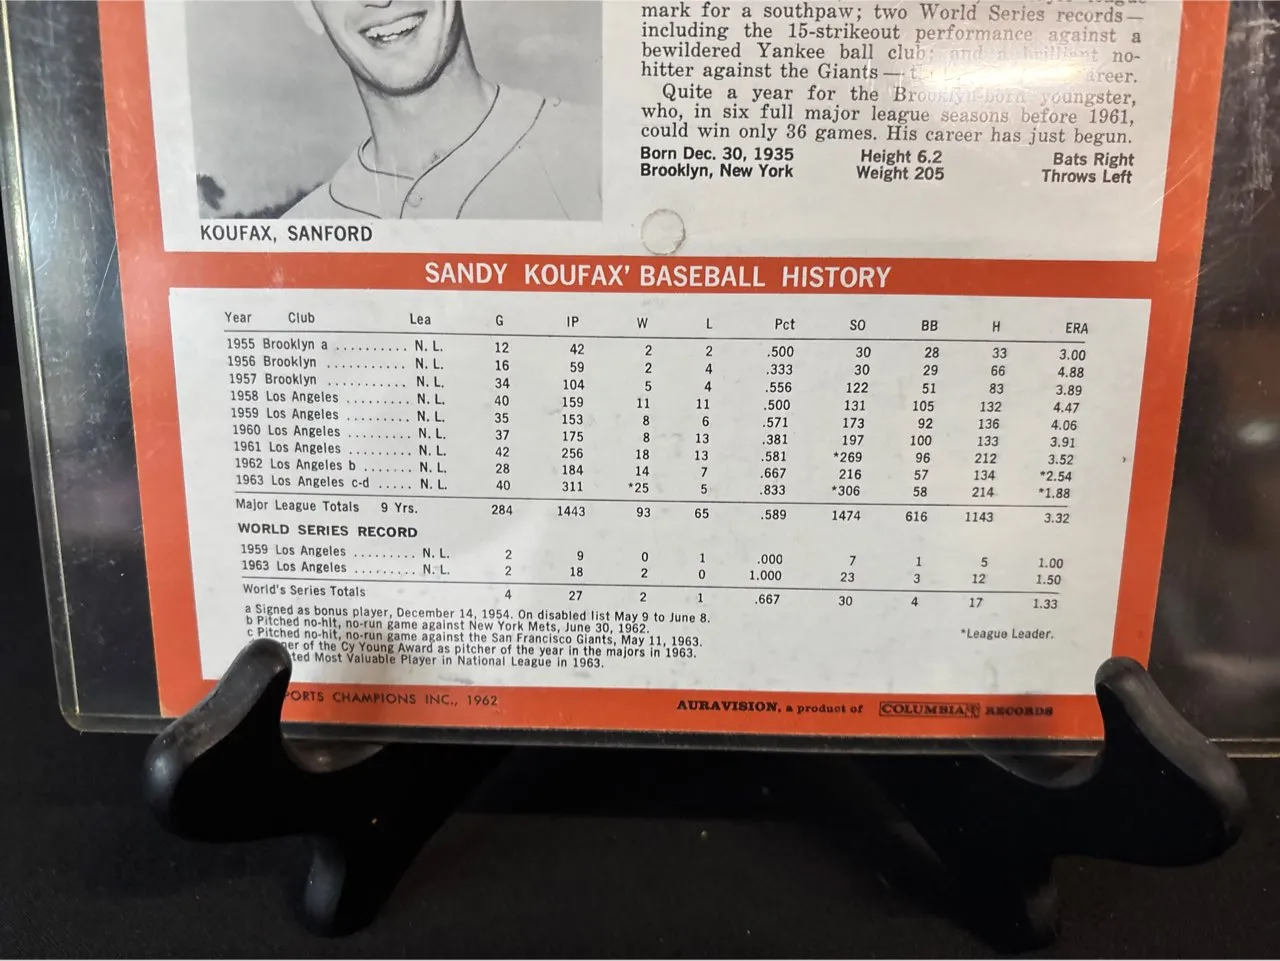 mark for a southpaw; two World Series records—
including the 15-strikeout performance against a
bewildered Yankee ball club; and a brilliant no-
hitter against the Giants— career.
Quite a year for the Brooklyn-born youngster,
who, in six full major league seasons before 1961,
could win only 36 games. His career has just begun.
Born Dec. 30, 1935 Height 6.2 Bats Right
Brooklyn, New York Weight 205 Throws Left
KOUFAX, SANFORD
SANDY KOUFAX' BASEBALL HISTORY
Year Club Lea G IP W L Pct SO BB H ERA
1955 Brooklyn a .......... N. L. 12 42 2 2 .500 30 28 33 3.00
1956 Brooklyn ........... N. L. 16 59 2 4 .333 30 29 66 4.88
1957 Brooklyn ........... N. L. 34 104 5 4 .556 122 51 83 3.89
1958 Los Angeles ......... N. L. 40 159 11 11 .500 131 105 132 4.47
1959 Los Angeles ......... N. L. 35 153 8 6 .571 173 92 136 4.06
1960 Los Angeles ......... N. L. 37 175 8 13 .381 197 100 133 3.91
1961 Los Angeles ......... N. L. 42 256 18 13 .581 *269 96 212 3.52
1962 Los Angeles b ....... N. L. 28 184 14 7 .667 216 57 134 *2.54
1963 Los Angeles c-d ..... N. L. 40 311 *25 5 .833 *306 58 214 *1.88
Major League Totals 9 Yrs. 284 1443 93 65 .589 1474 616 1143 3.32
WORLD SERIES RECORD
1959 Los Angeles ......... N. L. 2 9 0 1 .000 7 1 5 1.00
1963 Los Angeles ......... N. L. 2 18 2 0 1.000 23 3 12 1.50
World's Series Totals 4 27 2 1 .667 30 4 17 1.33
a Signed as bonus player, December 14, 1954. On disabled list May 9 to June 8.
b Pitched no-hit, no-run game against New York Mets, June 30, 1962.
c Pitched no-hit, no-run game against the San Francisco Giants, May 11, 1963.
of the Cy Young Award as pitcher of the year in the majors in 1963.
Most Valuable Player in National League in 1963.
*League Leader.
SPORTS CHAMPIONS INC., 1962
AURAVISION, a product of COLUMBIA RECORDS